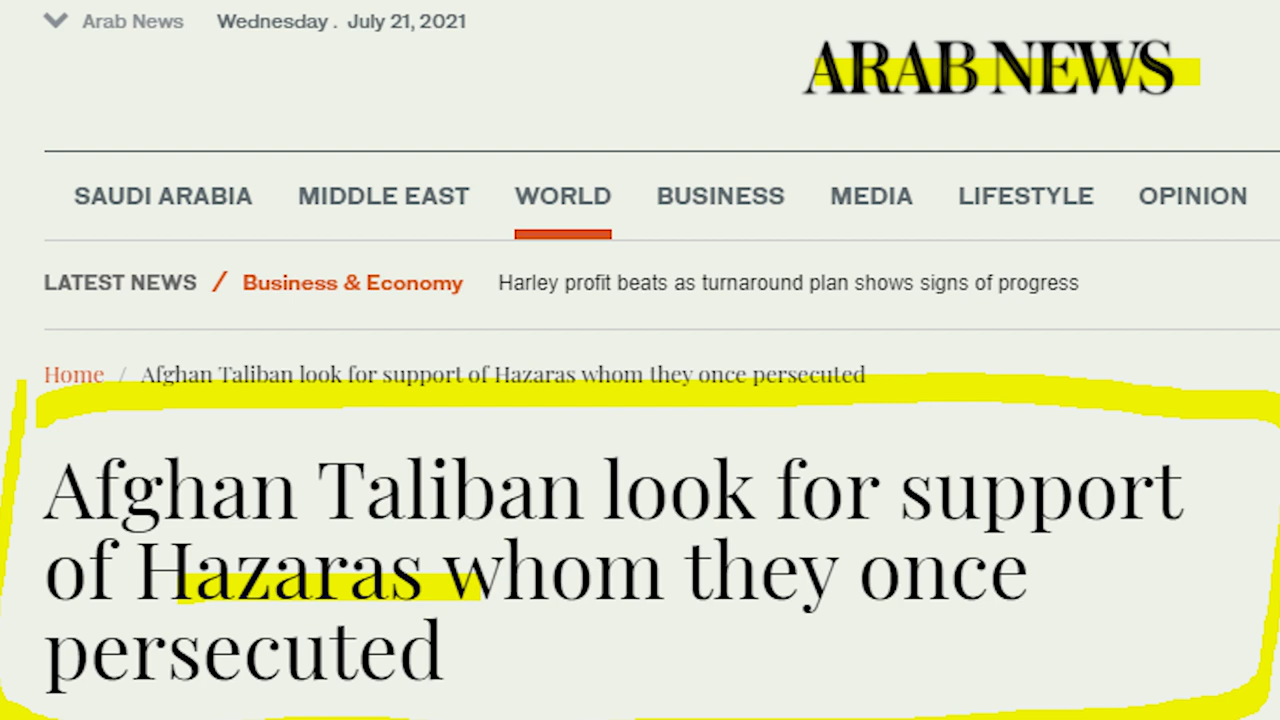 Arab News Wednesday . July 21, 2021
ARAB NEWS
SAUDI ARABIA MIDDLE EAST WORLD BUSINESS MEDIA LIFESTYLE OPINION
LATEST NEWS / Business & Economy Harley profit beats as turnaround plan shows signs of progress
Home / Afghan Taliban look for support of Hazaras whom they once persecuted
Afghan Taliban look for support
of Hazaras whom they once
persecuted